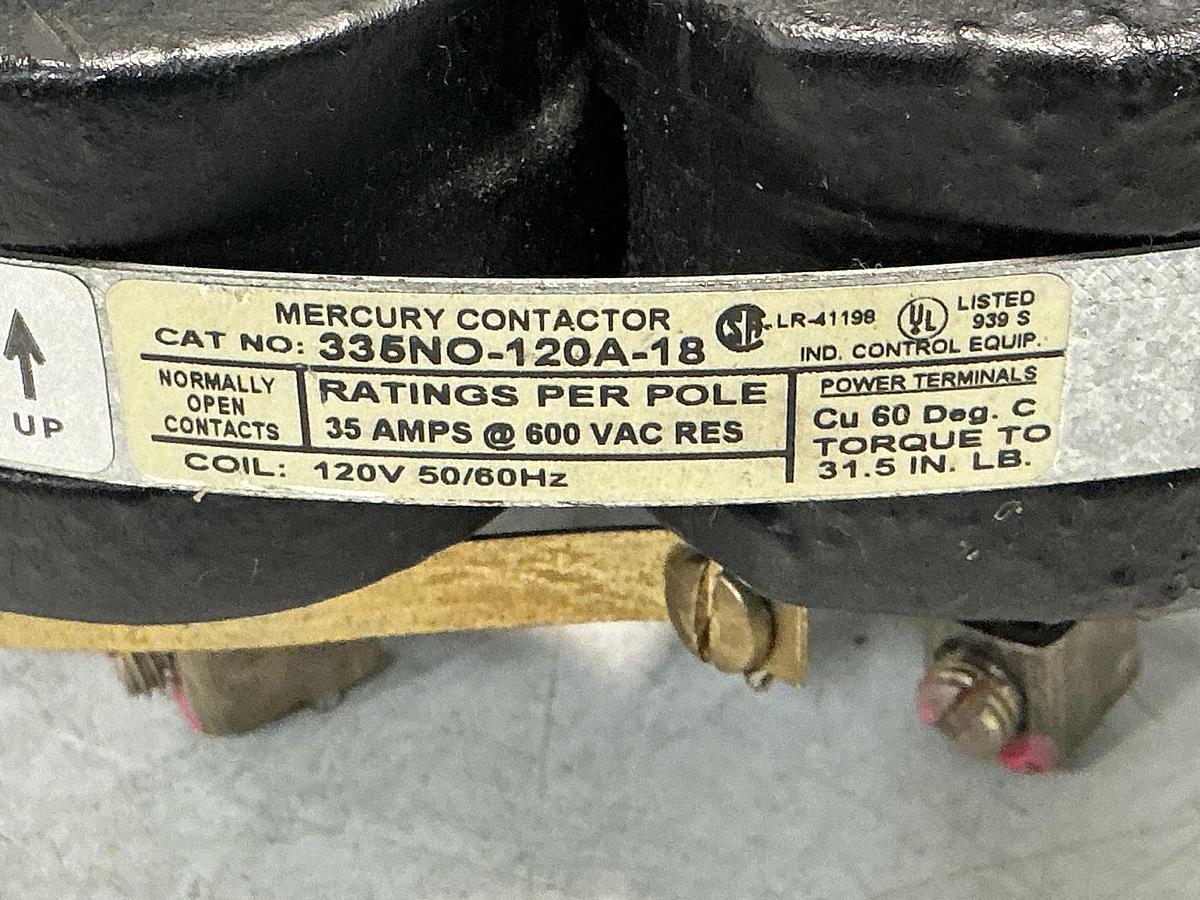 UP
MERCURY CONTACTOR
CAT NO: 335NO-120A-18
SA LR-41198
UL LISTED
939 S
IND. CONTROL EQUIP.
NORMALLY
OPEN
CONTACTS
RATINGS PER POLE
35 AMPS @ 600 VAC RES
COIL: 120V 50/60Hz
POWER TERMINALS
Cu 60 Deg. C
TORQUE TO
31.5 IN. LB.